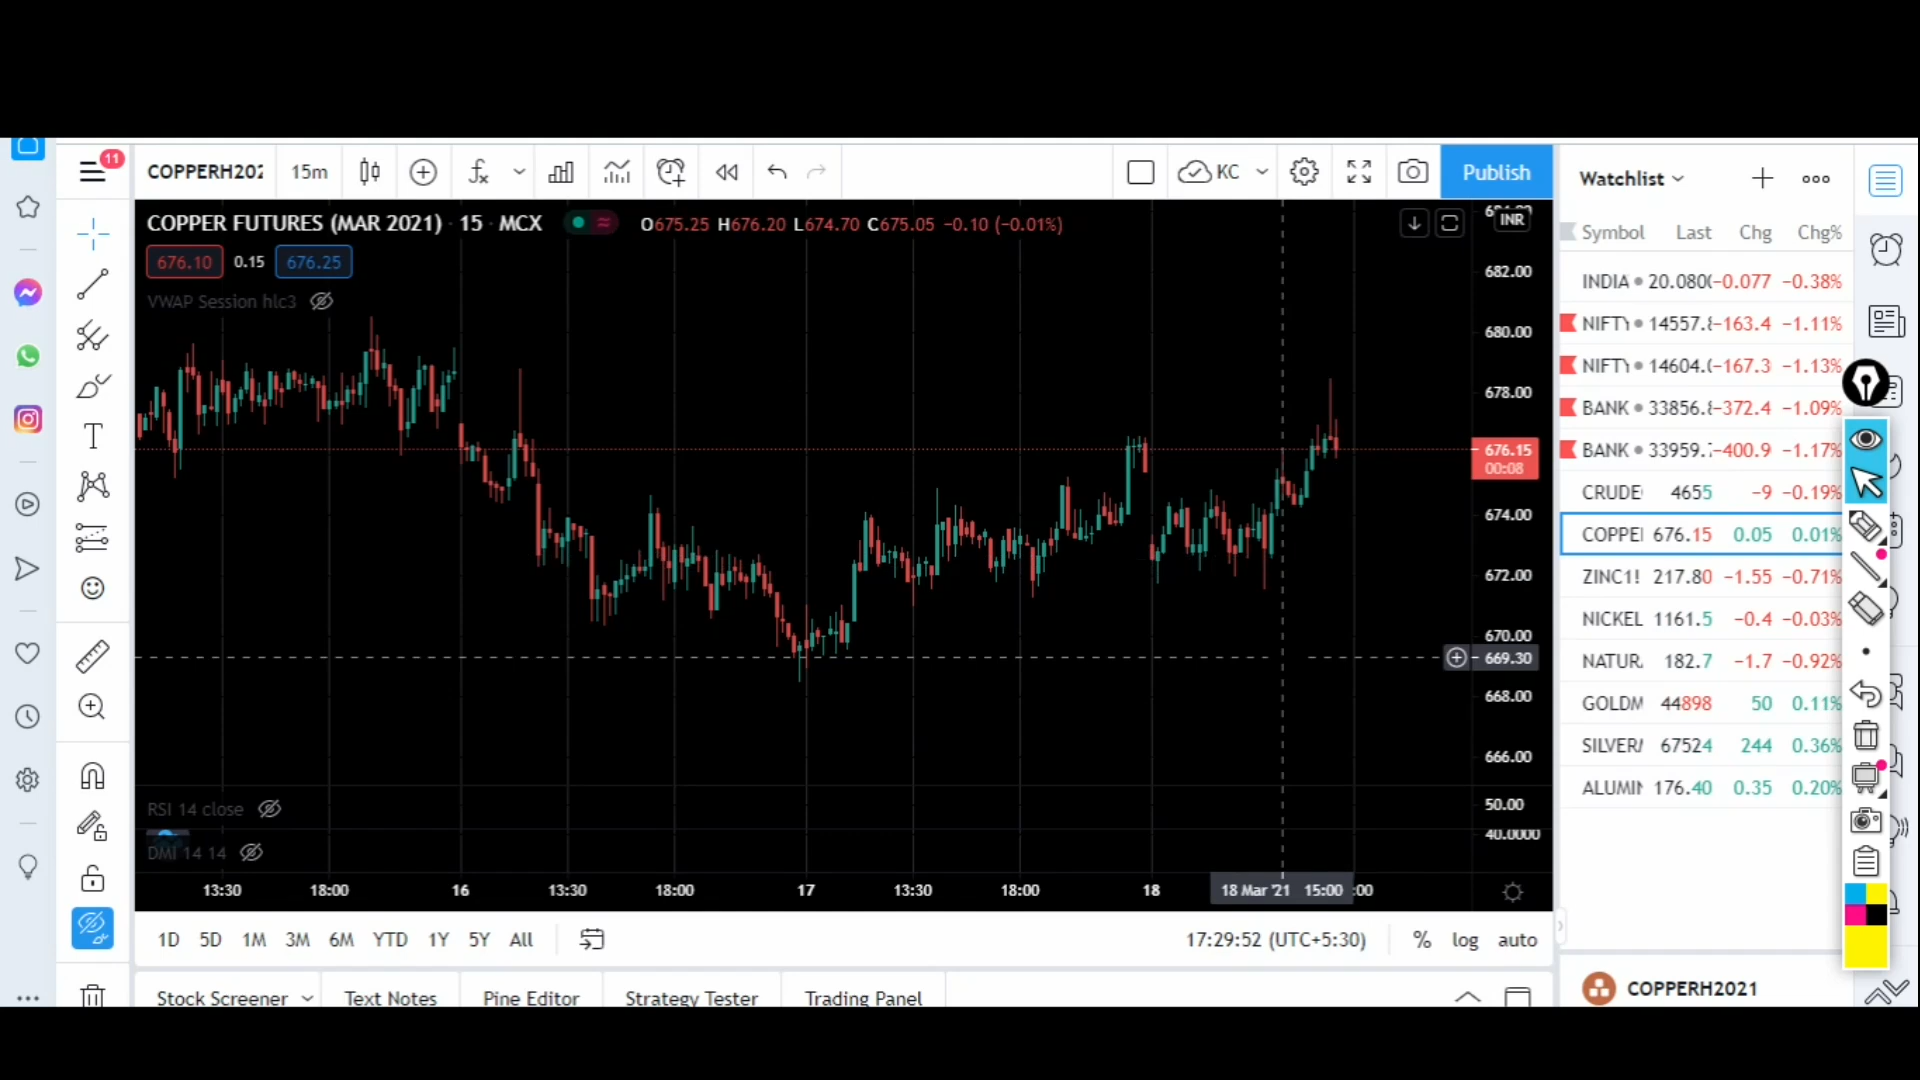 11
COPPERH202
15m
fx
KC
Publish
COPPER FUTURES (MAR 2021) · 15 MCX
O675.25 H676.20 L674.70 C675.05 −0.10 (−0.01%)
INR
676.10 0.15 676.25
VWAP Session hlc3
682.00
680.00
678.00
676.15
00:08
674.00
672.00
670.00
669.30
668.00
666.00
RSI 14 close
50.00
40.0000
DMI 14 14
13:30 18:00 16 13:30 18:00 17 13:30 18:00 18 18 Mar '21 15:00 :00
1D 5D 1M 3M 6M YTD 1Y 5Y All
17:29:52 (UTC+5:30) % log auto
Stock Screener Text Notes Pine Editor Strategy Tester Trading Panel
Watchlist
Symbol Last Chg Chg%
INDIA 20.080 −0.077 −0.38%
NIFTY 14557.8 −163.4 −1.11%
NIFTY 14604.0 −167.3 −1.13%
BANK 33856.8 −372.4 −1.09%
BANK 33959.7 −400.9 −1.17%
CRUDE 4655 −9 −0.19%
COPPE 676.15 0.05 0.01%
ZINC1! 217.80 −1.55 −0.71%
NICKEL 1161.5 −0.4 −0.03%
NATUR 182.7 −1.7 −0.92%
GOLDM 44898 50 0.11%
SILVER 67524 244 0.36%
ALUMIN 176.40 0.35 0.20%
COPPERH2021